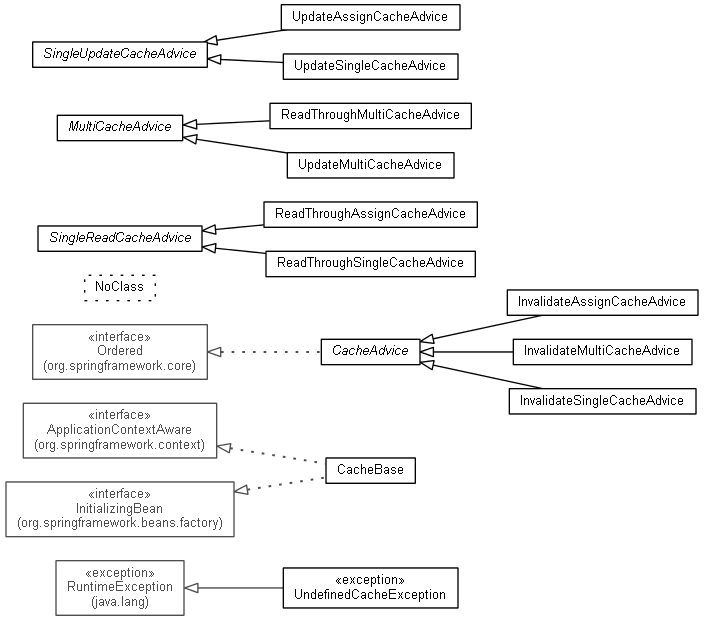 UpdateAssignCacheAdvice
SingleUpdateCacheAdvice
UpdateSingleCacheAdvice
ReadThroughMultiCacheAdvice
MultiCacheAdvice
UpdateMultiCacheAdvice
ReadThroughAssignCacheAdvice
SingleReadCacheAdvice
ReadThroughSingleCacheAdvice
NoClass
InvalidateAssignCacheAdvice
«interface»
Ordered
(org.springframework.core)
CacheAdvice
InvalidateMultiCacheAdvice
InvalidateSingleCacheAdvice
«interface»
ApplicationContextAware
(org.springframework.context)
CacheBase
«interface»
InitializingBean
(org.springframework.beans.factory)
«exception»
RuntimeException
(java.lang)
«exception»
UndefinedCacheException